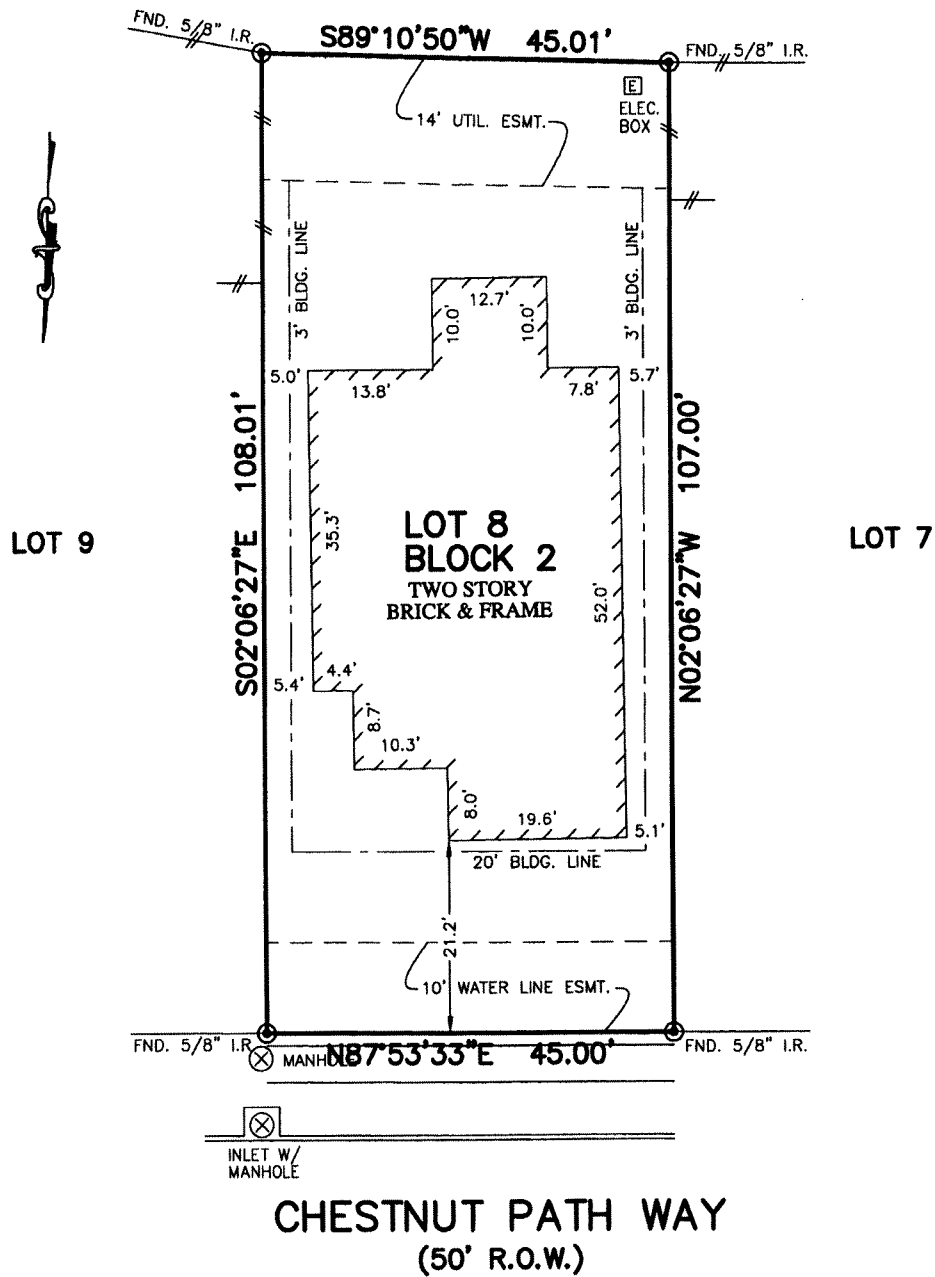 FND. 5/8" I.R.
S89°10'50"W 45.01'
FND. 5/8" I.R.
E
ELEC.
BOX
14' UTIL. ESMT.
3' BLDG. LINE
3' BLDG. LINE
12.7'
10.0'
10.0'
5.0'
13.8'
7.8'
5.7'
S02°06'27"E 108.01'
N02°06'27"W 107.00'
LOT 9
35.3'
LOT 8
BLOCK 2
TWO STORY
BRICK & FRAME
52.0'
LOT 7
5.4'
4.4'
8.7'
10.3'
8.0'
19.6'
5.1'
20' BLDG. LINE
21.2'
10' WATER LINE ESMT.
FND. 5/8" I.R.
MANHOLE
N87°53'33"E 45.00'
FND. 5/8" I.R.
INLET W/
MANHOLE
CHESTNUT PATH WAY
(50' R.O.W.)